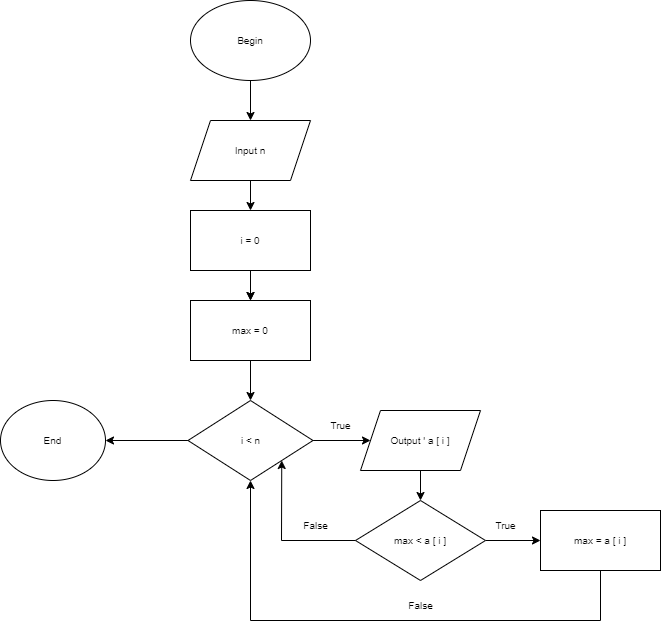 Begin
Input n
i = 0
max = 0
End
i < n
True
Output ' a [ i ]
False
max < a [ i ]
True
max = a [ i ]
False